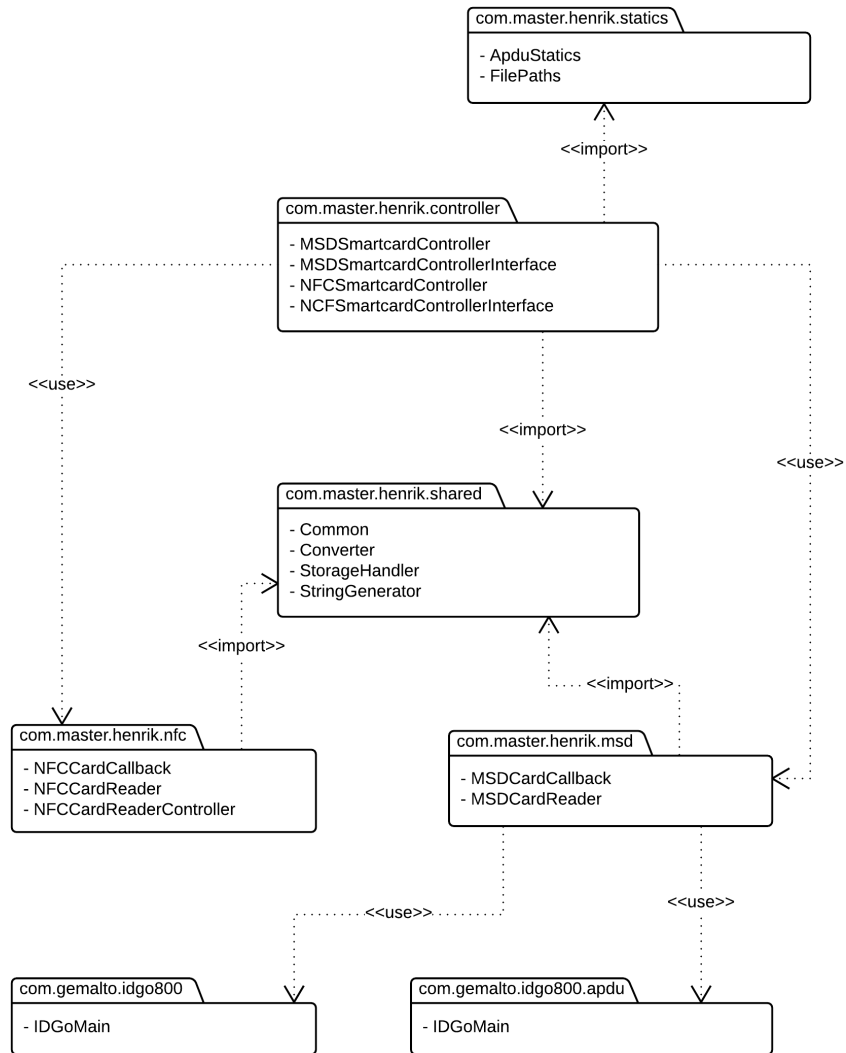 com.master.henrik.statics
- ApduStatics
- FilePaths
<<import>>
com.master.henrik.controller
- MSDSmartcardController
- MSDSmartcardControllerInterface
- NFCSmartcardController
- NCFSmartcardControllerInterface
<<use>>
<<import>>
<<use>>
com.master.henrik.shared
- Common
- Converter
- StorageHandler
- StringGenerator
<<import>>
<<import>>
com.master.henrik.nfc
- NFCCardCallback
- NFCCardReader
- NFCCardReaderController
com.master.henrik.msd
- MSDCardCallback
- MSDCardReader
<<use>>
<<use>>
com.gemalto.idgo800
- IDGoMain
com.gemalto.idgo800.apdu
- IDGoMain